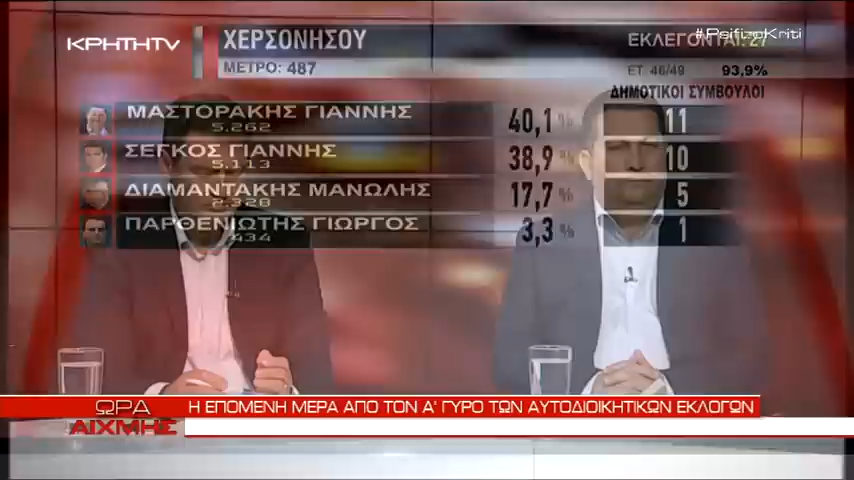 ΚΡΗΤΗTV
ΧΕΡΣΟΝΗΣΟΥ
ΜΕΤΡΟ: 487
#PsifizoKriti
ΕΚΛΕΓΟΝΤΑΙ: 27
ΕΤ. 46/49 93,9%
ΔΗΜΟΤΙΚΟΙ ΣΥΜΒΟΥΛΟΙ
ΜΑΣΤΟΡΑΚΗΣ ΓΙΑΝΝΗΣ 40,1 % 11
5.262
ΣΕΓΚΟΣ ΓΙΑΝΝΗΣ 38,9 % 10
5.113
ΔΙΑΜΑΝΤΑΚΗΣ ΜΑΝΩΛΗΣ 17,7 % 5
2.328
ΠΑΡΘΕΝΙΩΤΗΣ ΓΙΩΡΓΟΣ 3,3 % 1
434
ΩΡΑ
ΑΙΧΜΗΣ
Η ΕΠΟΜΕΝΗ ΜΕΡΑ ΑΠΟ ΤΟΝ Α' ΓΥΡΟ ΤΩΝ ΑΥΤΟΔΙΟΙΚΗΤΙΚΩΝ ΕΚΛΟΓΩΝ